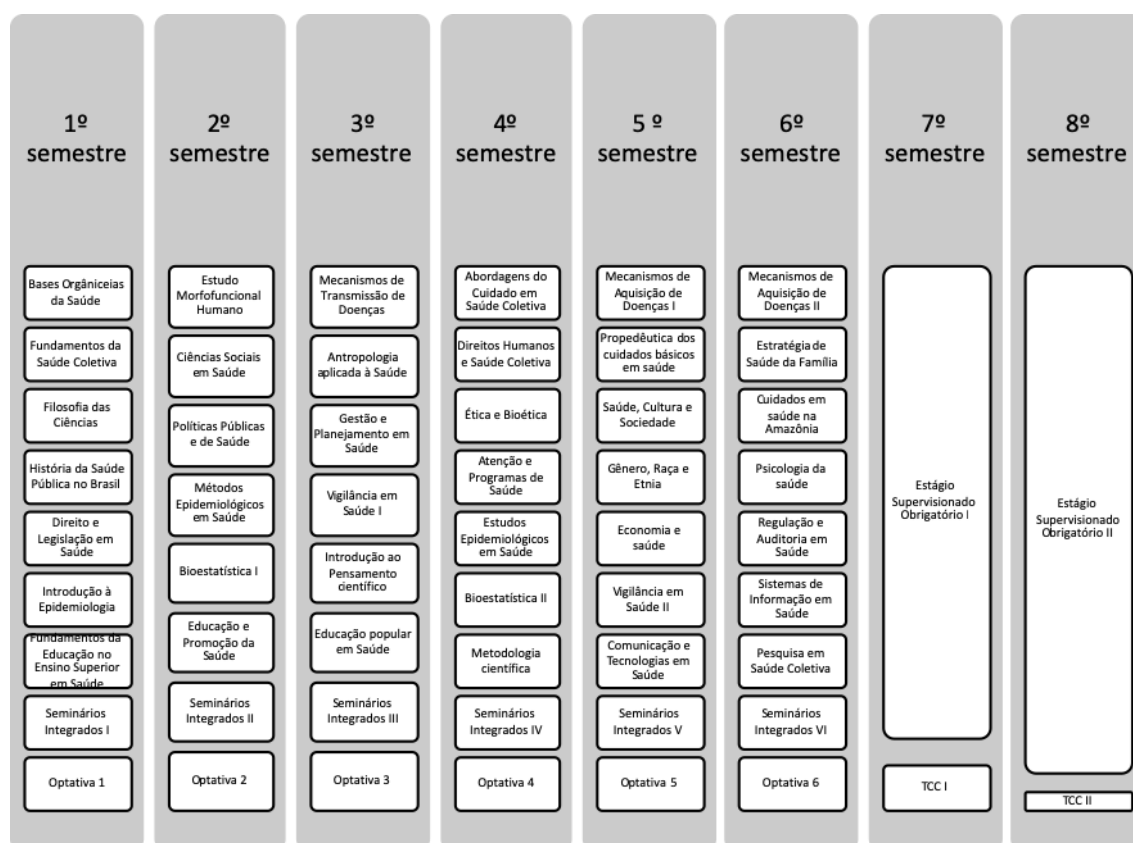 1º
semestre
Bases Orgâniceias
da Saúde
Fundamentos da
Saúde Coletiva
Filosofia das
Ciências
História da Saúde
Pública no Brasil
Direito e
Legislação em
Saúde
Introdução à
Epidemiologia
Fundamentos da
Educação no
Ensino Superior
em Saúde
Seminários
Integrados I
Optativa 1
2º
semestre
Estudo
Morfofuncional
Humano
Ciências Sociais
em Saúde
Políticas Públicas
e de Saúde
Métodos
Epidemiológicos
em Saúde
Bioestatística I
Educação e
Promoção da
Saúde
Seminários
Integrados II
Optativa 2
3º
semestre
Mecanismos de
Transmissão de
Doenças
Antropologia
aplicada à Saúde
Gestão e
Planejamento em
Saúde
Vigilância em
Saúde I
Introdução ao
Pensamento
científico
Educação popular
em Saúde
Seminários
Integrados III
Optativa 3
4º
semestre
Abordagens do
Cuidado em
Saúde Coletiva
Direitos Humanos
e Saúde Coletiva
Ética e Bioética
Atenção e
Programas de
Saúde
Estudos
Epidemiológicos
em Saúde
Bioestatística II
Metodologia
científica
Seminários
Integrados IV
Optativa 4
5 º
semestre
Mecanismos de
Aquisição de
Doenças I
Propedêutica dos
cuidados básicos
em saúde
Saúde, Cultura e
Sociedade
Gênero, Raça e
Etnia
Economia e
saúde
Vigilância em
Saúde II
Comunicação e
Tecnologias em
Saúde
Seminários
Integrados V
Optativa 5
6º
semestre
Mecanismos de
Aquisição de
Doenças II
Estratégia de
Saúde da Família
Cuidados em
saúde na
Amazônia
Psicologia da
saúde
Regulação e
Auditoria em
Saúde
Sistemas de
Informação em
Saúde
Pesquisa em
Saúde Coletiva
Seminários
Integrados VI
Optativa 6
7º
semestre
Estágio
Supervisionado
Obrigatório I
TCC I
8º
semestre
Estágio
Supervisionado
Obrigatório II
TCC II